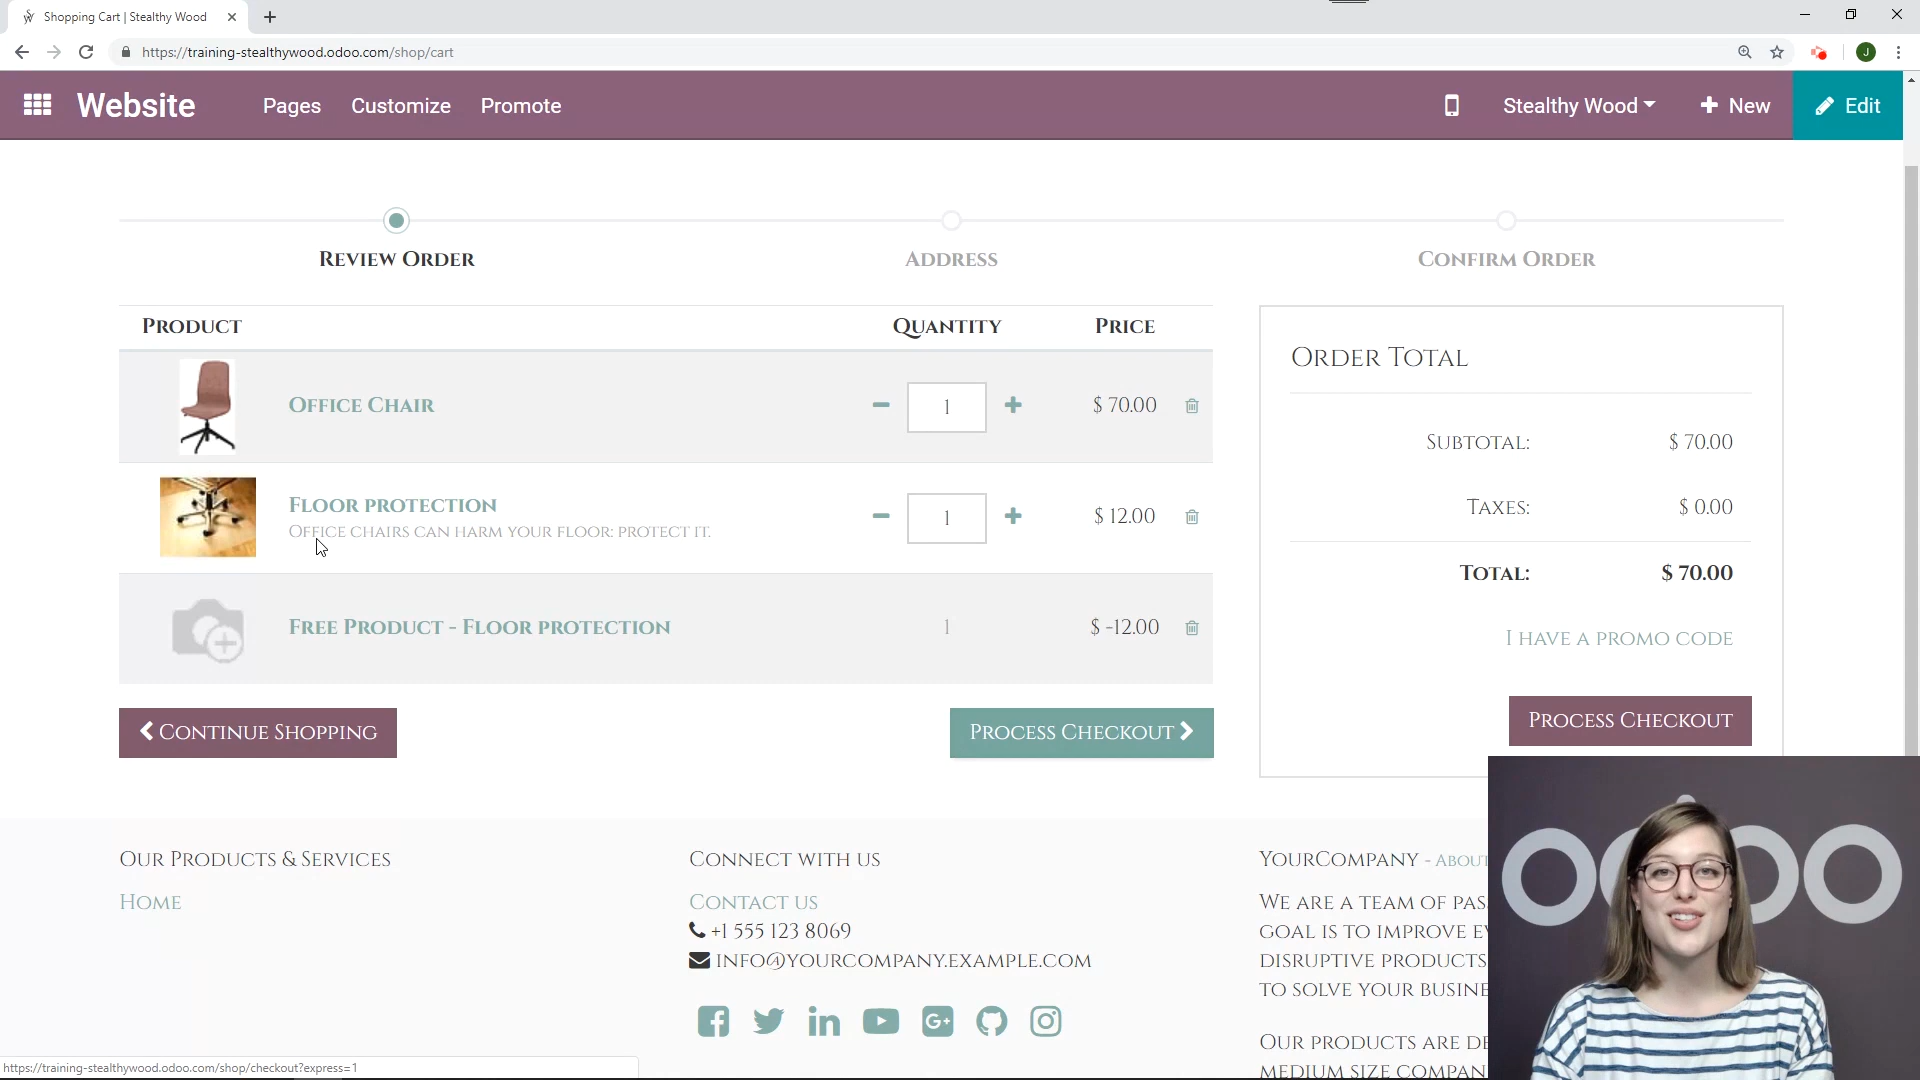 Shopping Cart | Stealthy Wood
https://training-stealthywood.odoo.com/shop/cart
J
Website
Pages
Customize
Promote
Stealthy Wood
New
Edit
Review Order
Address
Confirm Order
Product
Quantity
Price
Office Chair
1
$ 70.00
Floor protection
Office chairs can harm your floor: protect it.
1
$ 12.00
Free Product - Floor protection
1
$ -12.00
Continue Shopping
Process Checkout
Order Total
Subtotal: $ 70.00
Taxes: $ 0.00
Total: $ 70.00
I have a promo code
Process Checkout
Our Products & Services
Home
Connect with us
Contact us
+1 555 123 8069
info@yourcompany.example.com
YourCompany - About
We are a team of pas
goal is to improve e
disruptive products
to solve your busine
Our products are de
medium size compan
odoo
https://training-stealthywood.odoo.com/shop/checkout?express=1